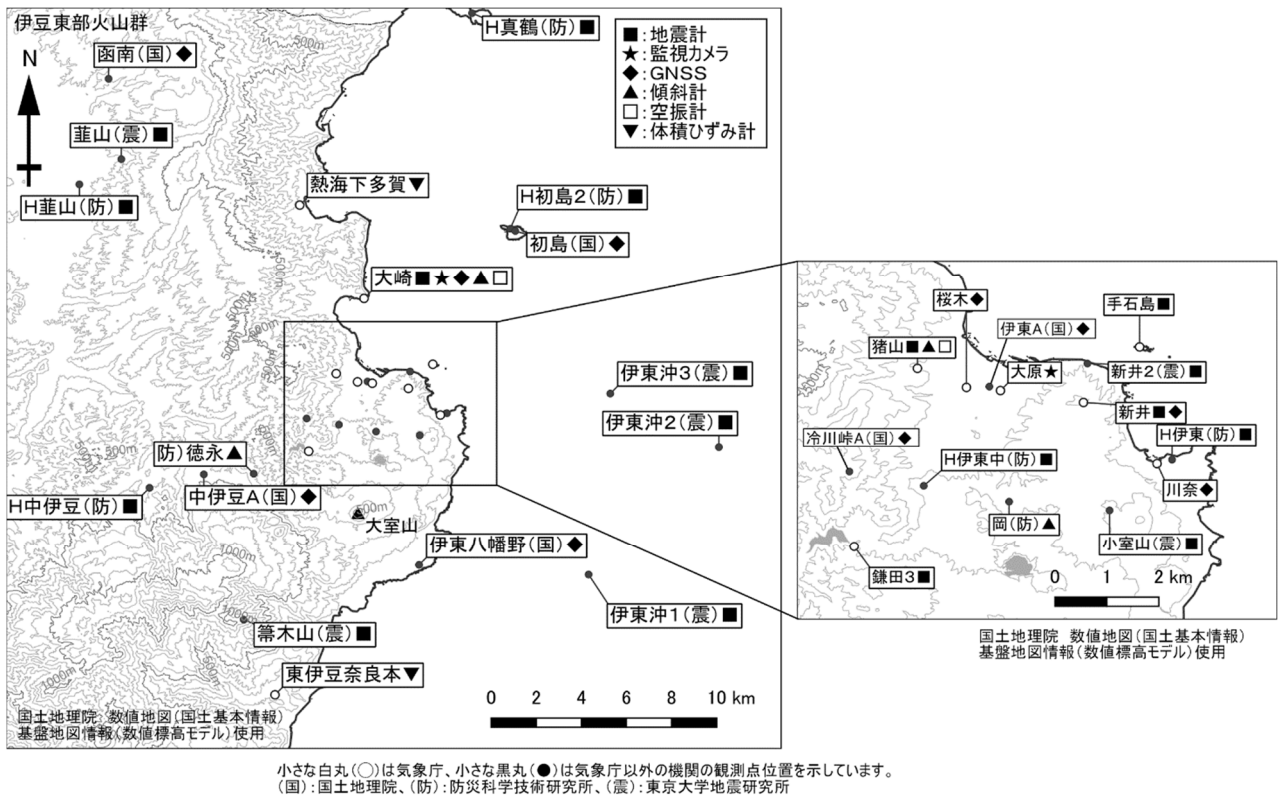 伊豆東部火山群
函南(国)◆
N
韮山(震)■
H韮山(防)■
H真鶴(防)■
■:地震計
★:監視カメラ
◆:GNSS
▲:傾斜計
□:空振計
▼:体積ひずみ計
500m
熱海下多賀▼
H初島2(防)■
初島(国)◆
500m
大崎■★◆▲□
500m
500m
500m
伊東沖3(震)■
伊東沖2(震)■
500m
防)徳永▲
中伊豆A(国)◆
H中伊豆(防)■
500m
大室山
伊東八幡野(国)◆
1000m
伊東沖1(震)■
1000m
箒木山(震)■
500m
1000m
東伊豆奈良本▼
0 2 4 6 8 10 km
国土地理院 数値地図(国土基本情報)
基盤地図情報(数値標高モデル)使用
桜木◆
手石島■
伊東A(国)◆
猪山■▲□
大原★
新井2(震)■
500m
新井■◆
冷川峠A(国)◆
H伊東(防)■
H伊東中(防)■
川奈◆
岡(防)▲
小室山(震)■
鎌田3■
0 1 2 km
国土地理院 数値地図(国土基本情報)
基盤地図情報(数値標高モデル)使用
小さな白丸(○)は気象庁、小さな黒丸(●)は気象庁以外の機関の観測点位置を示しています。
(国):国土地理院、(防):防災科学技術研究所、(震):東京大学地震研究所